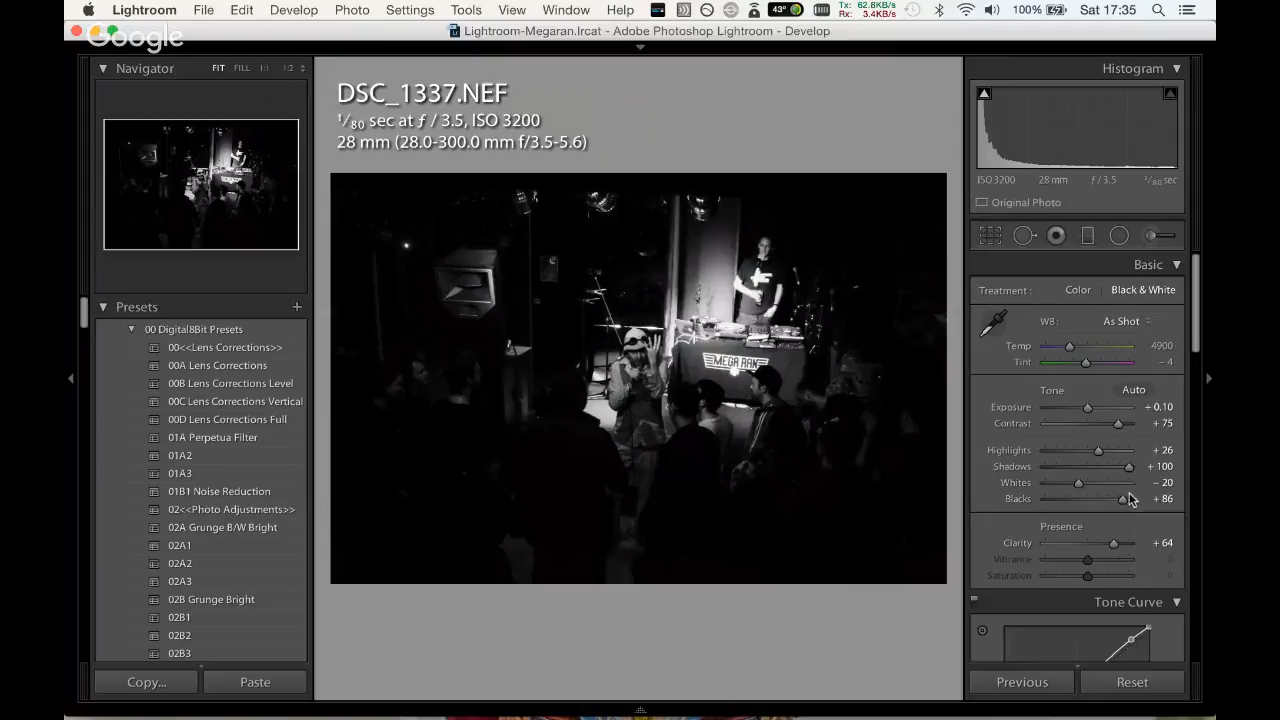 Lightroom File Edit Develop Photo Settings Tools View Window Help 43° Tx: 62.8KB/s Rx: 3.4KB/s 100% Sat 17:35
Google
Lightroom-Megaran.lrcat - Adobe Photoshop Lightroom - Develop
Navigator FIT FILL 1:1 1:2
Presets +
00 Digital8Bit Presets
00<<Lens Corrections>>
00A Lens Corrections
00B Lens Corrections Level
00C Lens Corrections Vertical
00D Lens Corrections Full
01A Perpetua Filter
01A2
01A3
01B1 Noise Reduction
02<<Photo Adjustments>>
02A Grunge B/W Bright
02A1
02A2
02A3
02B Grunge Bright
02B1
02B2
02B3
Copy... Paste
DSC_1337.NEF
1/80 sec at ƒ / 3.5, ISO 3200
28 mm (28.0-300.0 mm f/3.5-5.6)
MEGA RAN
Histogram
ISO 3200 28 mm ƒ / 3.5 1/80 sec
Original Photo
Basic
Treatment : Color Black & White
WB: As Shot
Temp 4900
Tint – 4
Tone Auto
Exposure + 0.10
Contrast + 75
Highlights + 26
Shadows + 100
Whites – 20
Blacks + 86
Presence
Clarity + 64
Vibrance 0
Saturation 0
Tone Curve
Previous Reset